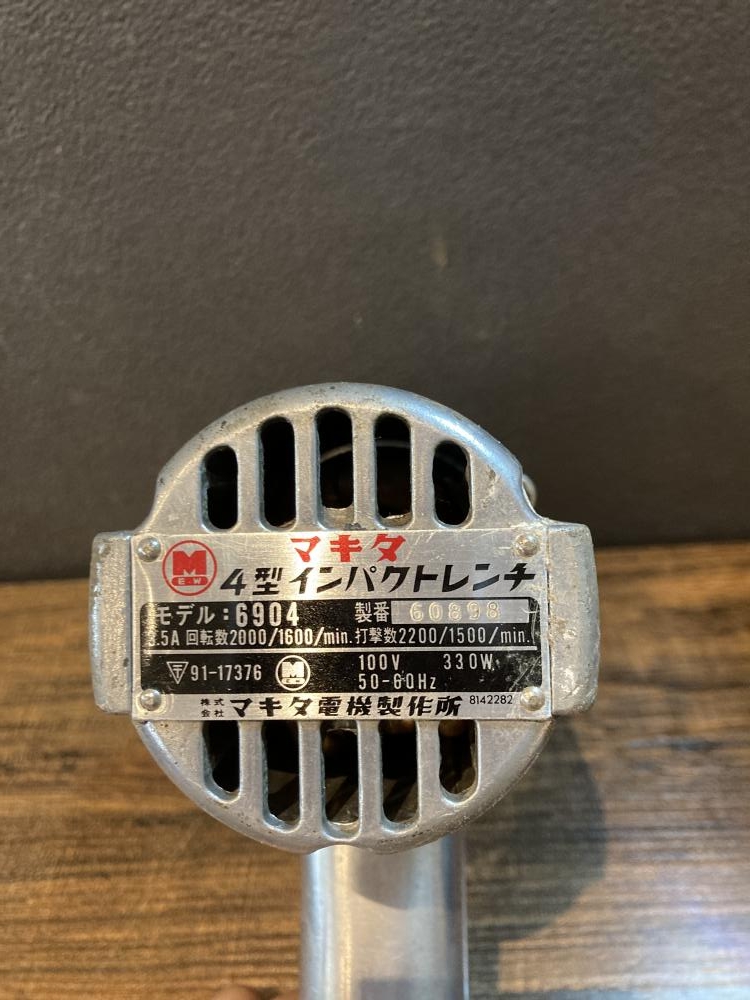 マキタ
M
E.W
4型インパクトレンチ
モデル:6904 製番 60898
3.5A 回転数2000/1600/min. 打撃数2200/1500/min.
〒 91-17376 M 100V 330W
50-60Hz
株式会社 マキタ電機製作所 8142282